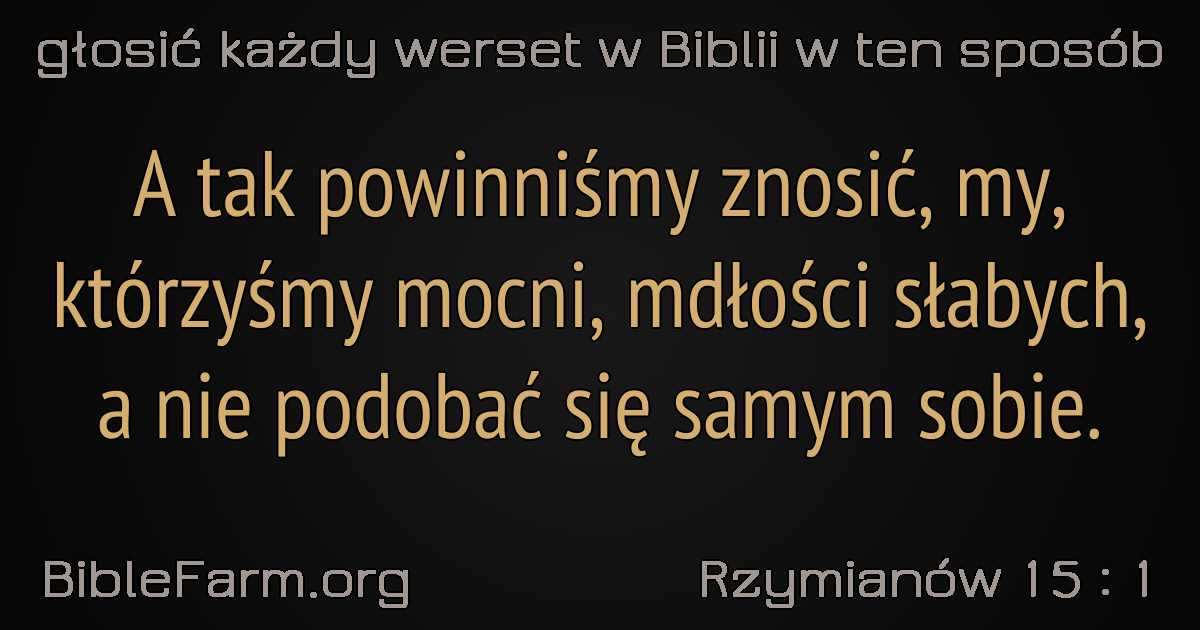 głosić każdy werset w Biblii w ten sposób
A tak powinniśmy znosić, my,
którzyśmy mocni, mdłości słabych,
a nie podobać się samym sobie.
BibleFarm.org
Rzymianów 15 : 1